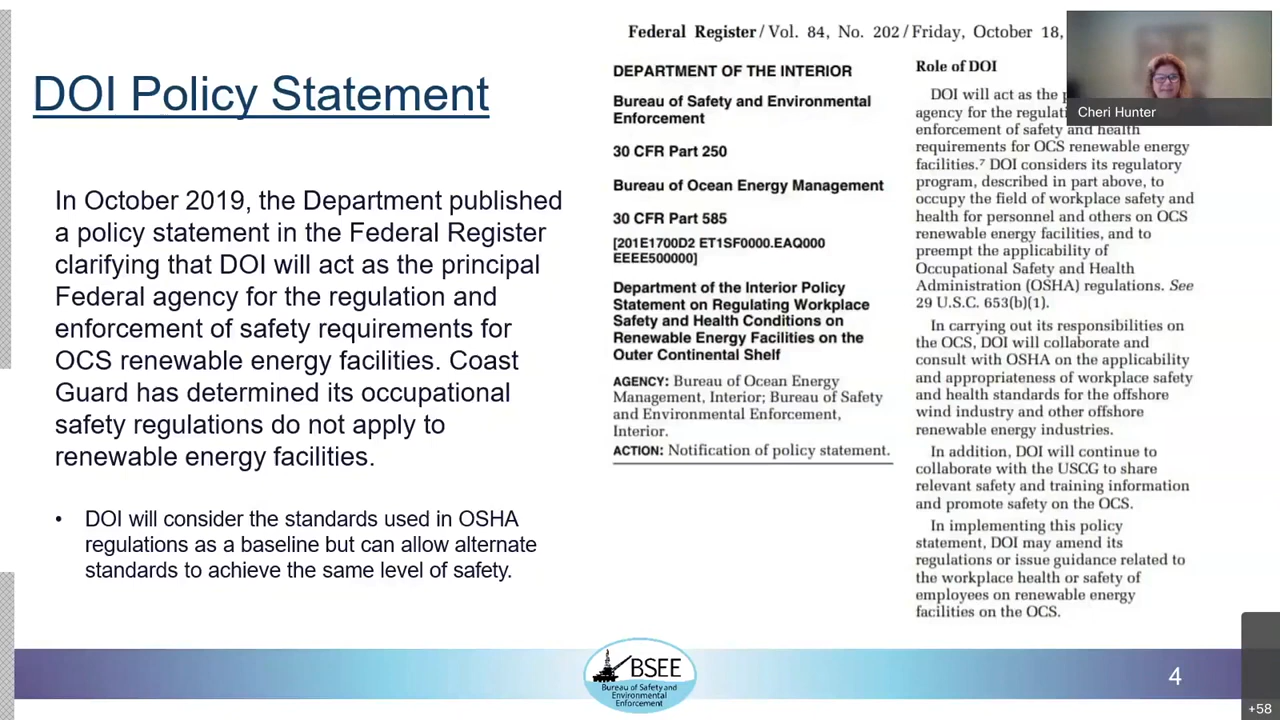 DOI Policy Statement
In October 2019, the Department published
a policy statement in the Federal Register
clarifying that DOI will act as the principal
Federal agency for the regulation and
enforcement of safety requirements for
OCS renewable energy facilities. Coast
Guard has determined its occupational
safety regulations do not apply to
renewable energy facilities.
• DOI will consider the standards used in OSHA
regulations as a baseline but can allow alternate
standards to achieve the same level of safety.
Federal Register / Vol. 84, No. 202 / Friday, October 18,
DEPARTMENT OF THE INTERIOR
Bureau of Safety and Environmental
Enforcement
30 CFR Part 250
Bureau of Ocean Energy Management
30 CFR Part 585
[201E1700D2 ET1SF0000.EAQ000
EEEE500000]
Department of the Interior Policy
Statement on Regulating Workplace
Safety and Health Conditions on
Renewable Energy Facilities on the
Outer Continental Shelf
AGENCY: Bureau of Ocean Energy
Management, Interior; Bureau of Safety
and Environmental Enforcement,
Interior.
ACTION: Notification of policy statement.
Role of DOI
DOI will act as the
agency for the
enforcement of safety and health
requirements for OCS renewable energy
facilities.⁷ DOI considers its regulatory
program, described in part above, to
occupy the field of workplace safety and
health for personnel and others on OCS
renewable energy facilities, and to
preempt the applicability of
Occupational Safety and Health
Administration (OSHA) regulations. See
29 U.S.C. 653(b)(1).
In carrying out its responsibilities on
the OCS, DOI will collaborate and
consult with OSHA on the applicability
and appropriateness of workplace safety
and health standards for the offshore
wind industry and other offshore
renewable energy industries.
In addition, DOI will continue to
collaborate with the USCG to share
relevant safety and training information
and promote safety on the OCS.
In implementing this policy
statement, DOI may amend its
regulations or issue guidance related to
the workplace health or safety of
employees on renewable energy
facilities on the OCS.
Cheri Hunter
BSEE
Bureau of Safety and
Environmental
Enforcement
4
+58